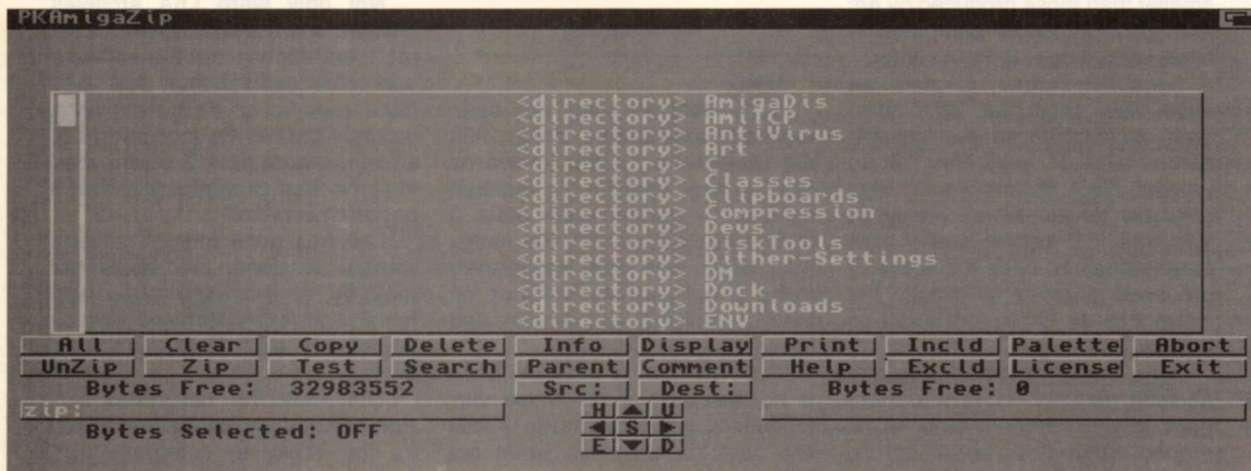 PKAmigaZip
<directory> AmigaDis
<directory> AmiTCP
<directory> AntiVirus
<directory> Art
<directory> C
<directory> Classes
<directory> Clipboards
<directory> Compression
<directory> Devs
<directory> DiskTools
<directory> Dither-Settings
<directory> DM
<directory> Dock
<directory> Downloads
<directory> ENV
All Clear Copy Delete Info Display Print Incld Palette Abort
UnZip Zip Test Search Parent Comment Help Excld License Exit
Bytes Free: 32983552 Src: Dest: Bytes Free: 0
zip:
H U
Bytes Selected: OFF S
E D